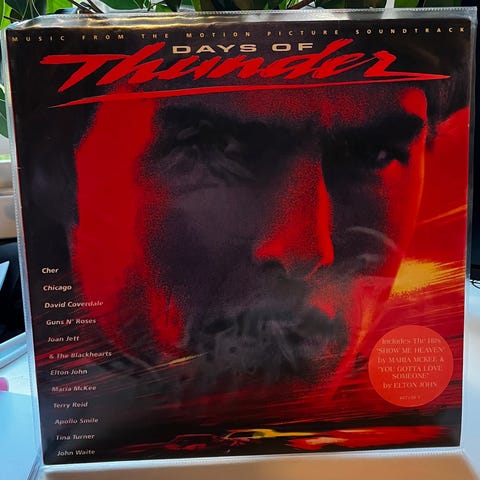 MUSIC FROM THE MOTION PICTURE SOUNDTRACK
DAYS OF
Thunder
Cher
Chicago
David Coverdale
Guns N' Roses
Joan Jett
& The Blackhearts
Elton John
Maria McKee
Terry Reid
Apollo Smile
Tina Turner
John Waite
Includes The Hits
"SHOW ME HEAVEN"
by MARIA MCKEE &
"YOU GOTTA LOVE
SOMEONE"
by ELTON JOHN